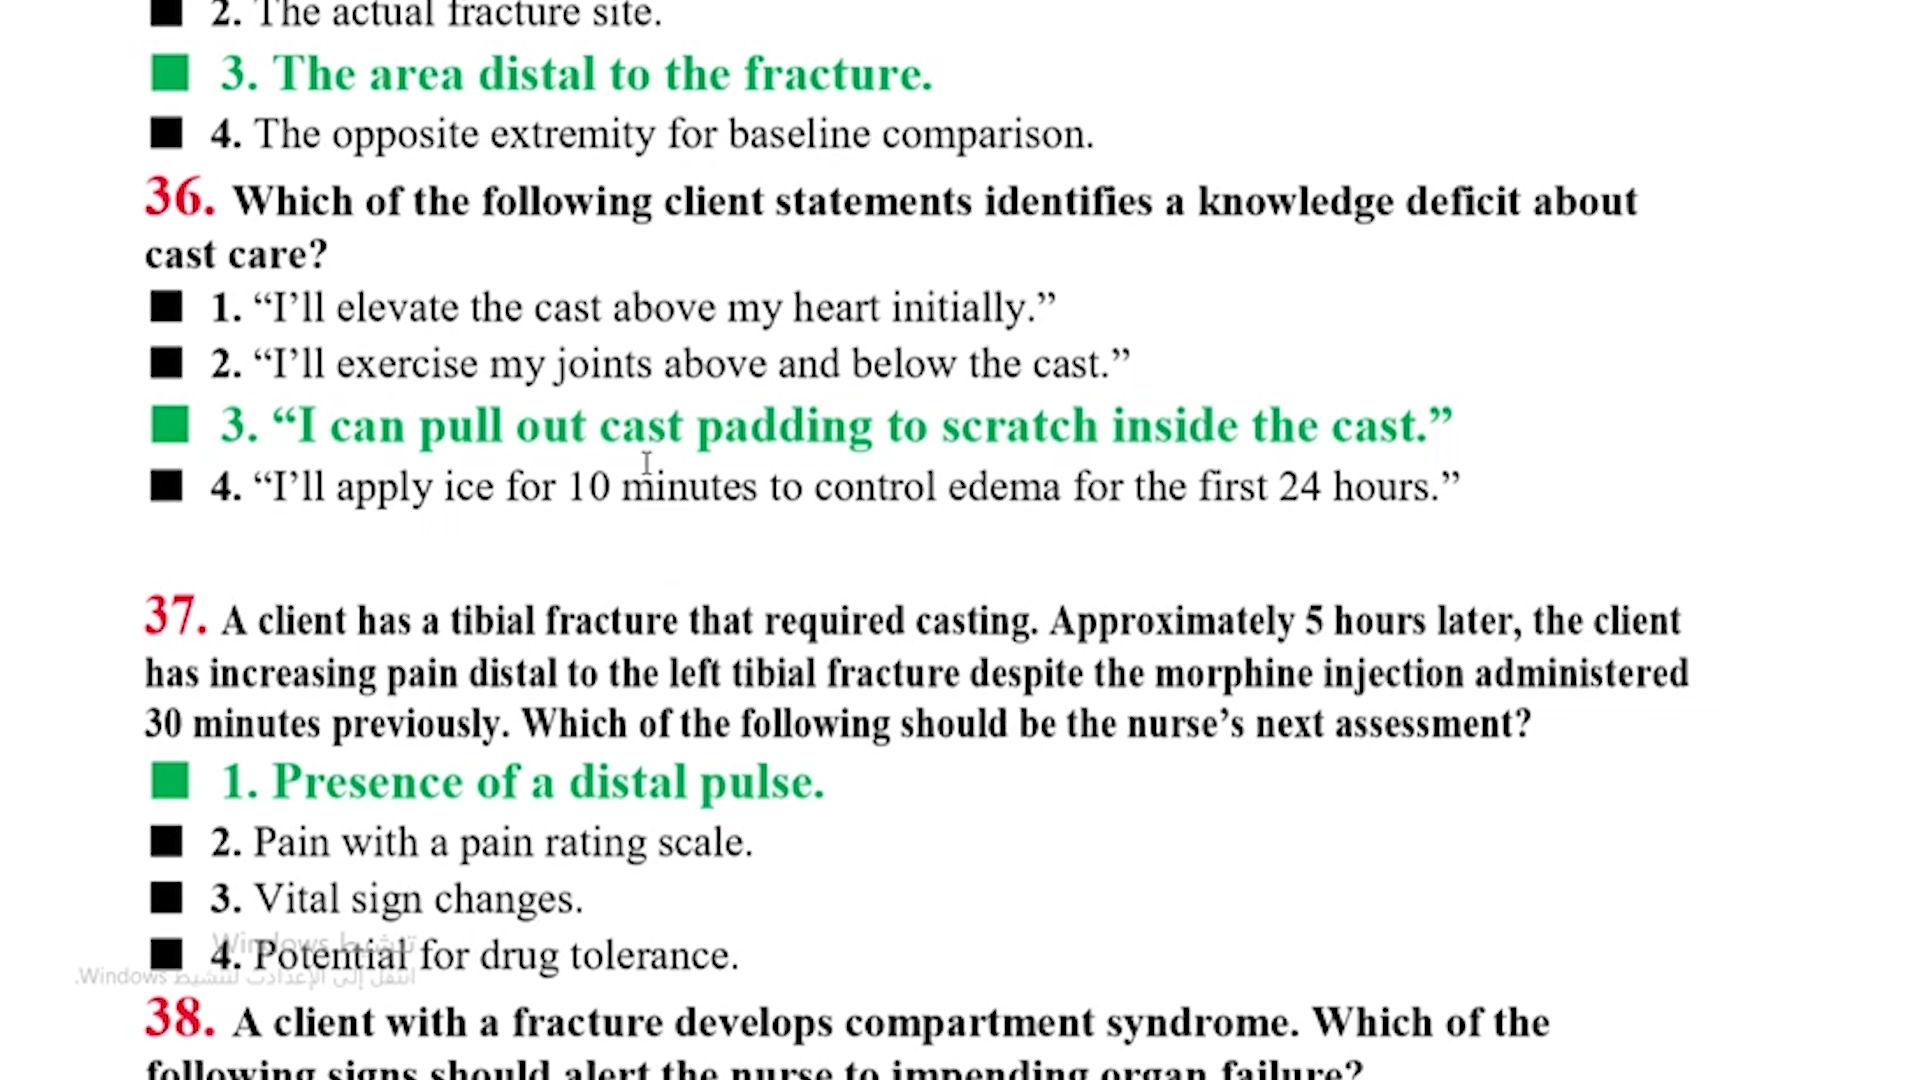 2. The actual fracture site.
3. The area distal to the fracture.
4. The opposite extremity for baseline comparison.
36. Which of the following client statements identifies a knowledge deficit about
cast care?
1. “I’ll elevate the cast above my heart initially.”
2. “I’ll exercise my joints above and below the cast.”
3. “I can pull out cast padding to scratch inside the cast.”
4. “I’ll apply ice for 10 minutes to control edema for the first 24 hours.”
37. A client has a tibial fracture that required casting. Approximately 5 hours later, the client
has increasing pain distal to the left tibial fracture despite the morphine injection administered
30 minutes previously. Which of the following should be the nurse’s next assessment?
1. Presence of a distal pulse.
2. Pain with a pain rating scale.
3. Vital sign changes.
تنشيط Windows
4. Potential for drug tolerance.
انتقل إلى الإعدادات لتنشيط Windows.
38. A client with a fracture develops compartment syndrome. Which of the
following signs should alert the nurse to impending organ failure?